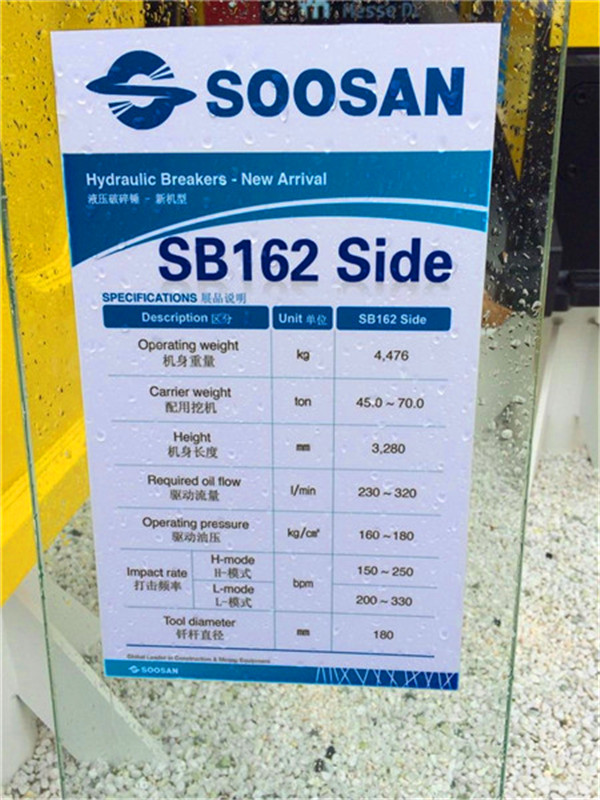 Messe
SOOSAN
Hydraulic Breakers - New Arrival
液压破碎锤 - 新机型
SB162 Side
SPECIFICATIONS 展品说明
Description 区分 Unit 单位 SB162 Side
Operating weight
机身重量 kg 4,476
Carrier weight
配用挖机 ton 45.0 ~ 70.0
Height
机身长度 mm 3,280
Required oil flow
驱动流量 l/min 230 ~ 320
Operating pressure
驱动油压 kg/cm² 160 ~ 180
Impact rate
打击频率
H-mode
H-模式 150 ~ 250
bpm
L-mode
L-模式 200 ~ 330
Tool diameter
钎杆直径 mm 180
Global Leader in Construction & Mining Equipment
SOOSAN